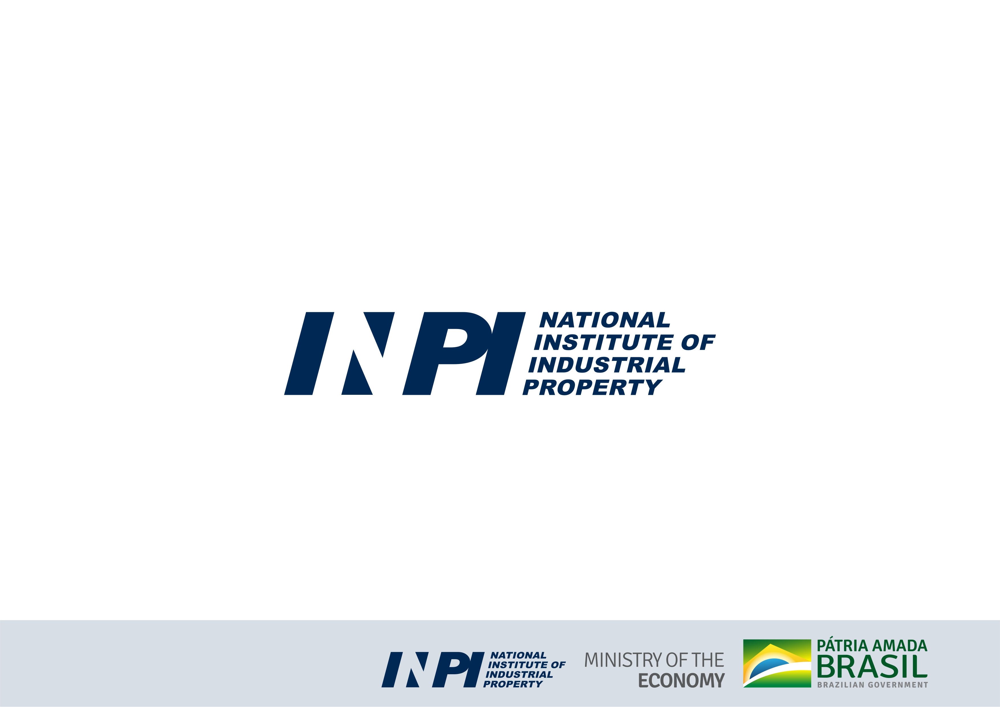 INPI
NATIONAL
INSTITUTE OF
INDUSTRIAL
PROPERTY
INPI
NATIONAL
INSTITUTE OF
INDUSTRIAL
PROPERTY
MINISTRY OF THE
ECONOMY
PÁTRIA AMADA
BRASIL
BRAZILIAN GOVERNMENT